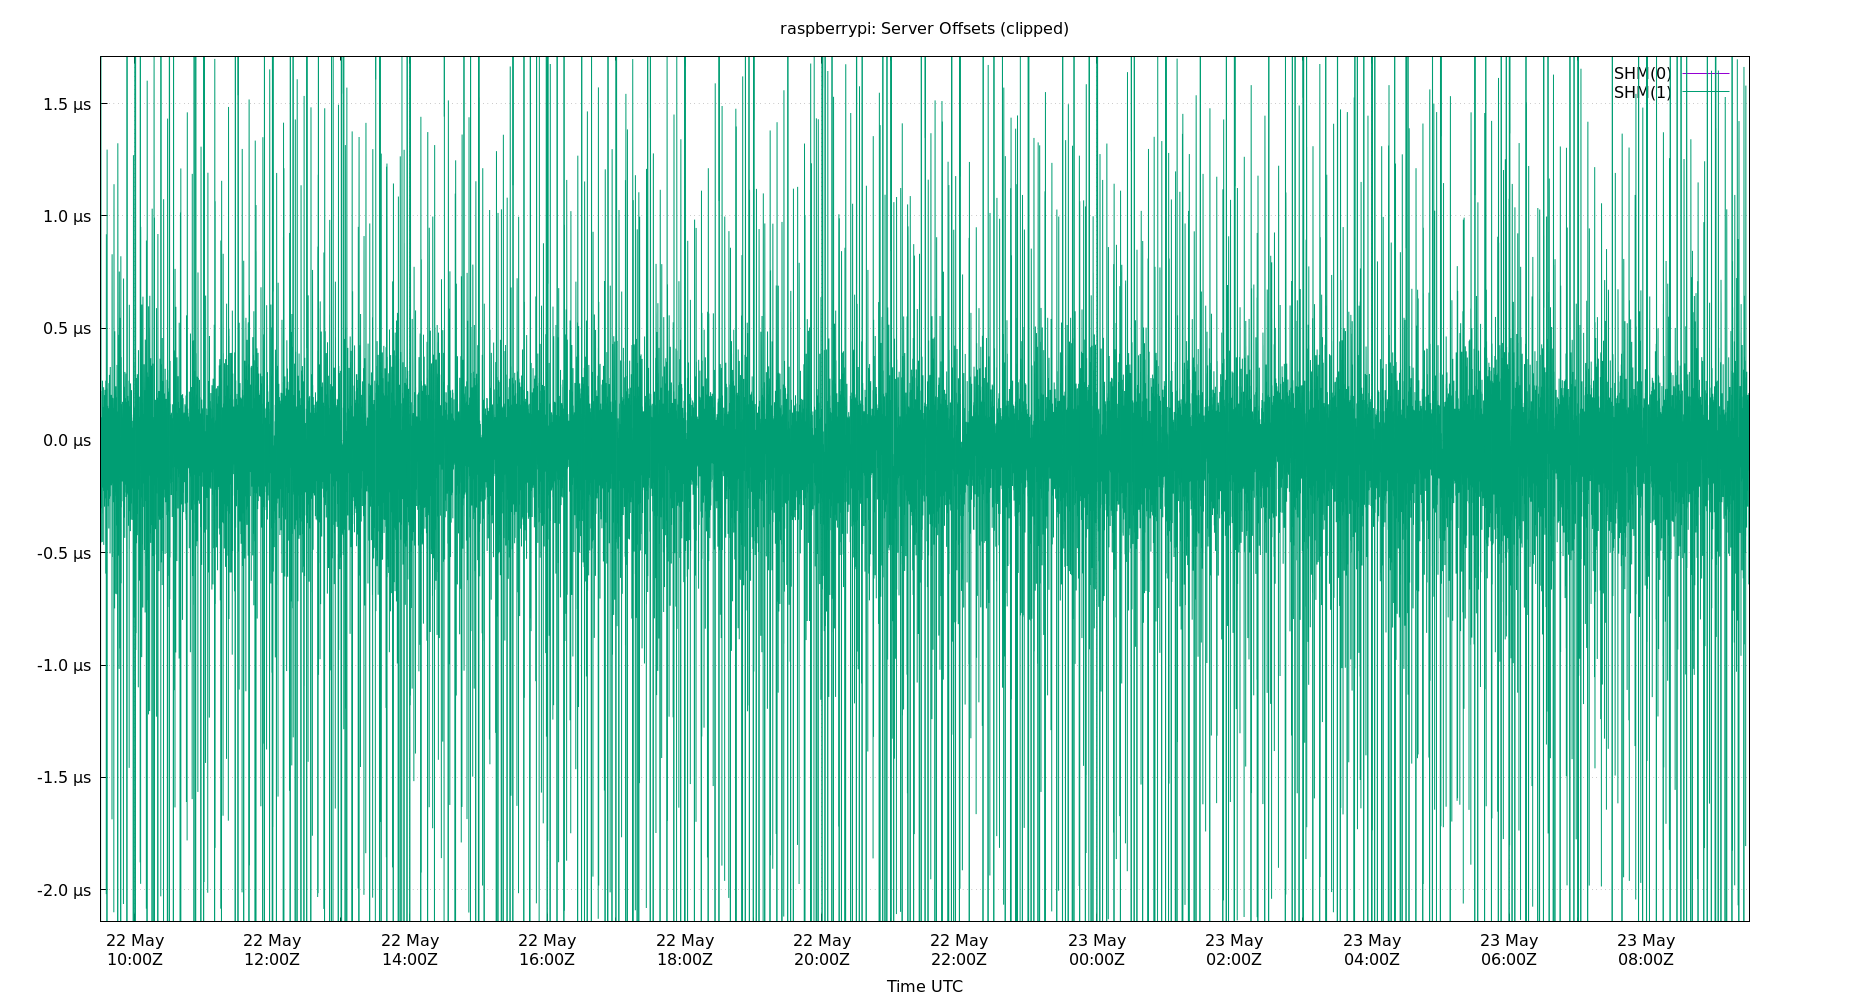 raspberrypi: Server Offsets (clipped)
SHM(0)
SHM(1)
1.5 μs
1.0 μs
0.5 μs
0.0 μs
-0.5 μs
-1.0 μs
-1.5 μs
-2.0 μs
22 May 22 May 22 May 22 May 22 May 22 May 22 May 23 May 23 May 23 May 23 May 23 May
10:00Z 12:00Z 14:00Z 16:00Z 18:00Z 20:00Z 22:00Z 00:00Z 02:00Z 04:00Z 06:00Z 08:00Z
Time UTC